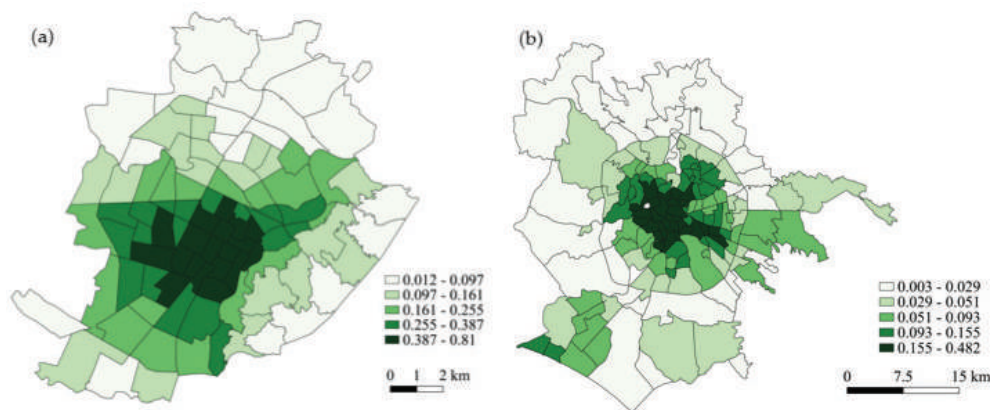 (a)
0.012 - 0.097
0.097 - 0.161
0.161 - 0.255
0.255 - 0.387
0.387 - 0.81
0 1 2 km
(b)
0.003 - 0.029
0.029 - 0.051
0.051 - 0.093
0.093 - 0.155
0.155 - 0.482
0 7.5 15 km